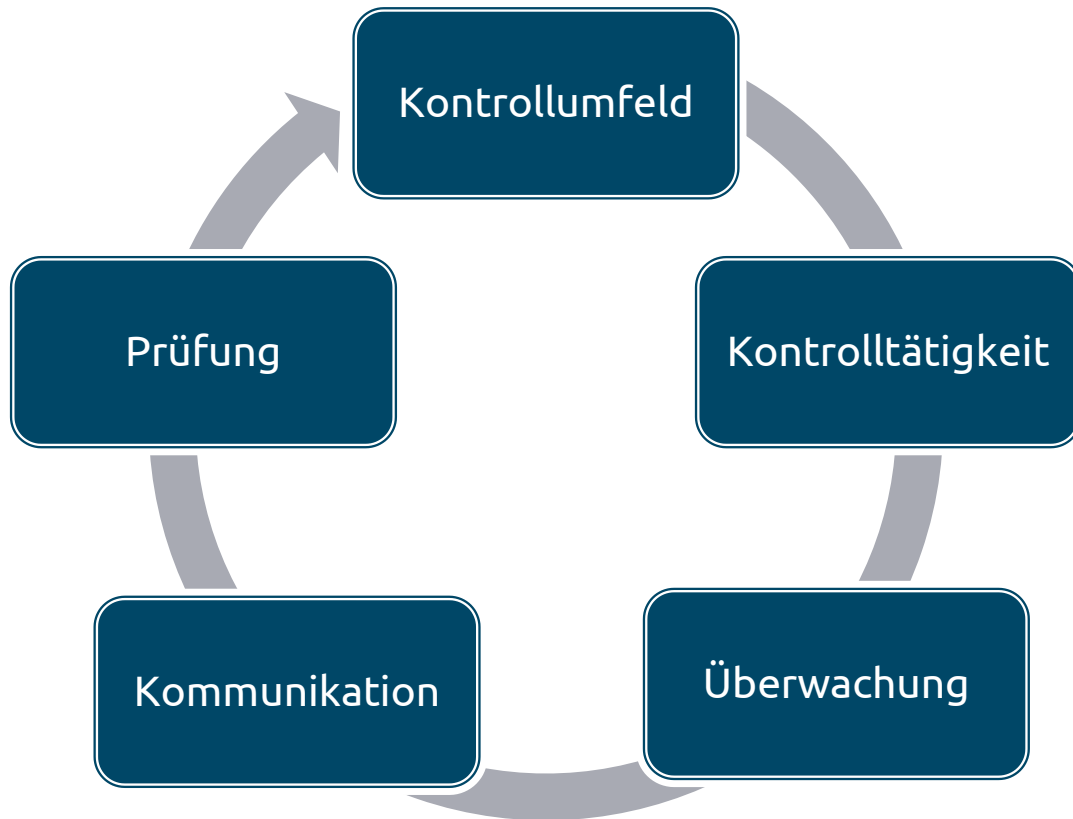 Kontrollumfeld
Kontrolltätigkeit
Überwachung
Kommunikation
Prüfung